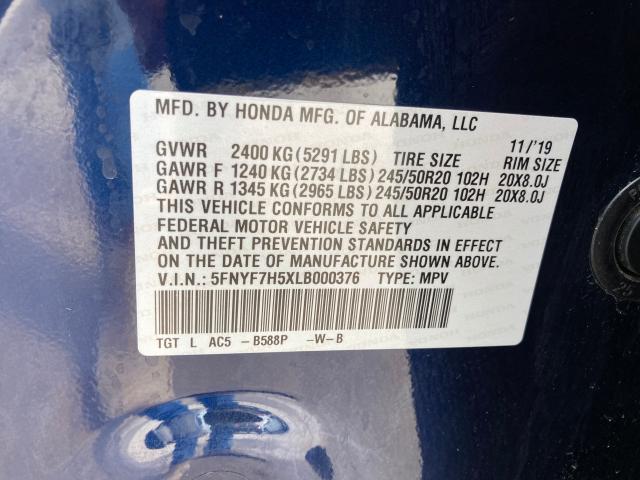 MFD. BY HONDA MFG. OF ALABAMA, LLC
11/'19
GVWR 2400 KG (5291 LBS) TIRE SIZE RIM SIZE
GAWR F 1240 KG (2734 LBS) 245/50R20 102H 20X8.0J
GAWR R 1345 KG (2965 LBS) 245/50R20 102H 20X8.0J
THIS VEHICLE CONFORMS TO ALL APPLICABLE
FEDERAL MOTOR VEHICLE SAFETY
AND THEFT PREVENTION STANDARDS IN EFFECT
ON THE DATE OF MANUFACTURE SHOWN ABOVE.
V.I.N.: 5FNYF7H5XLB000376 TYPE: MPV
TGT L AC5 -B588P -W-B